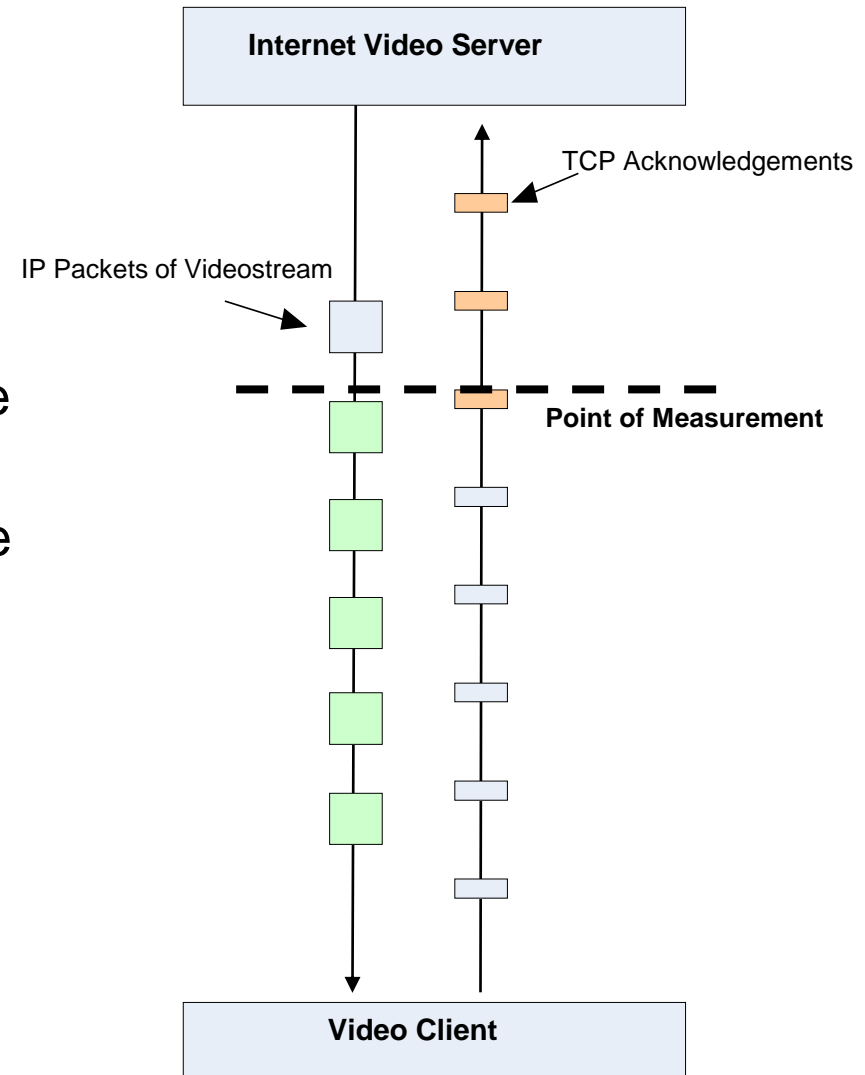 Internet Video Server
TCP Acknowledgements
IP Packets of Videostream
e
Point of Measurement
e
Video Client